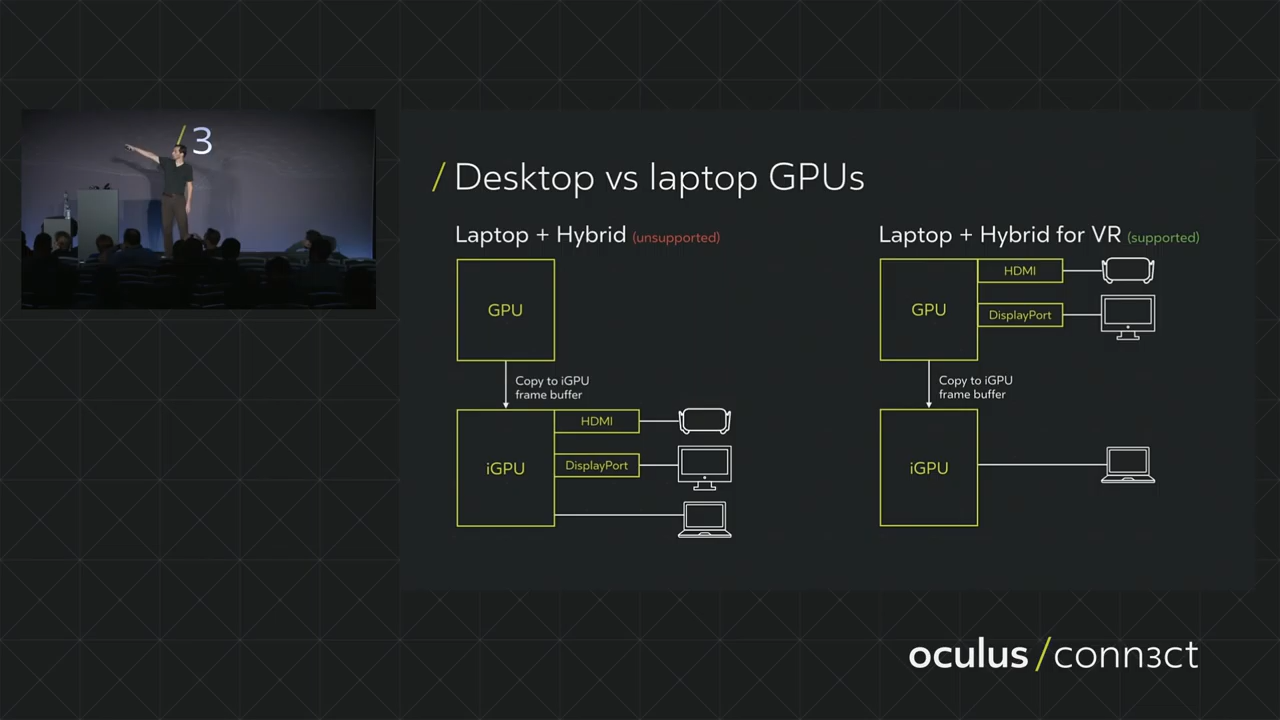 /3
/ Desktop vs laptop GPUs
Laptop + Hybrid (unsupported)
GPU
Copy to iGPU
frame buffer
iGPU
HDMI
DisplayPort
Laptop + Hybrid for VR (supported)
GPU
HDMI
DisplayPort
Copy to iGPU
frame buffer
iGPU
oculus /conn3ct